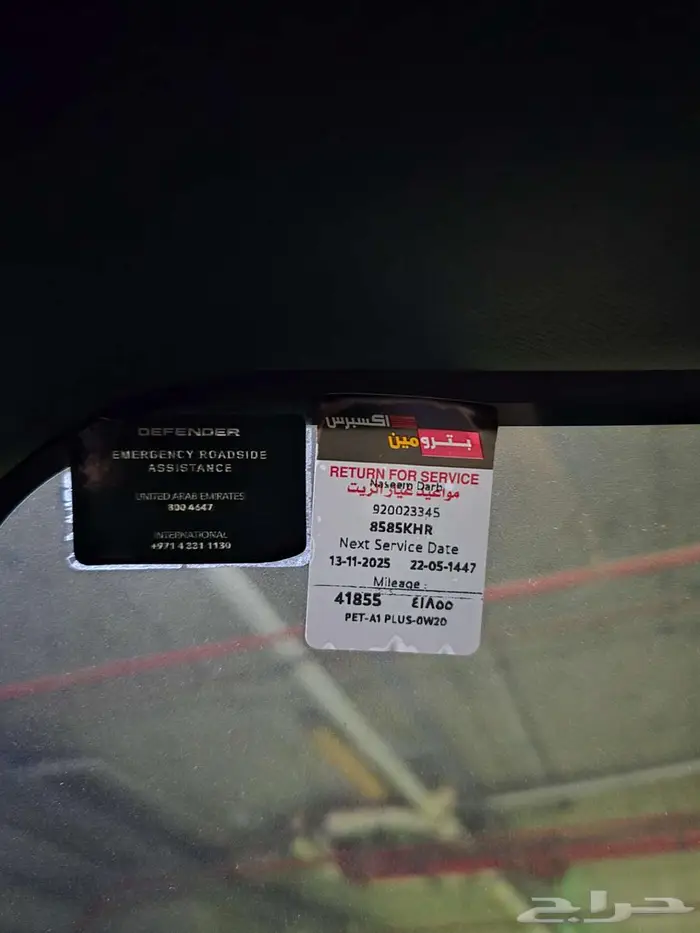 DEFENDER
EMERGENCY ROADSIDE
ASSISTANCE
UNITED ARAB EMIRATES
800 4647
INTERNATIONAL
+971 4 331 1130
اكسبرس
بترومين
RETURN FOR SERVICE
Naseem Darb
مواعيد غيار الزيت
920023345
8585KHR
Next Service Date
13-11-2025 22-05-1447
Mileage :
41855 ٤١٨٥٥
PET-A1 PLUS-0W20
حراج